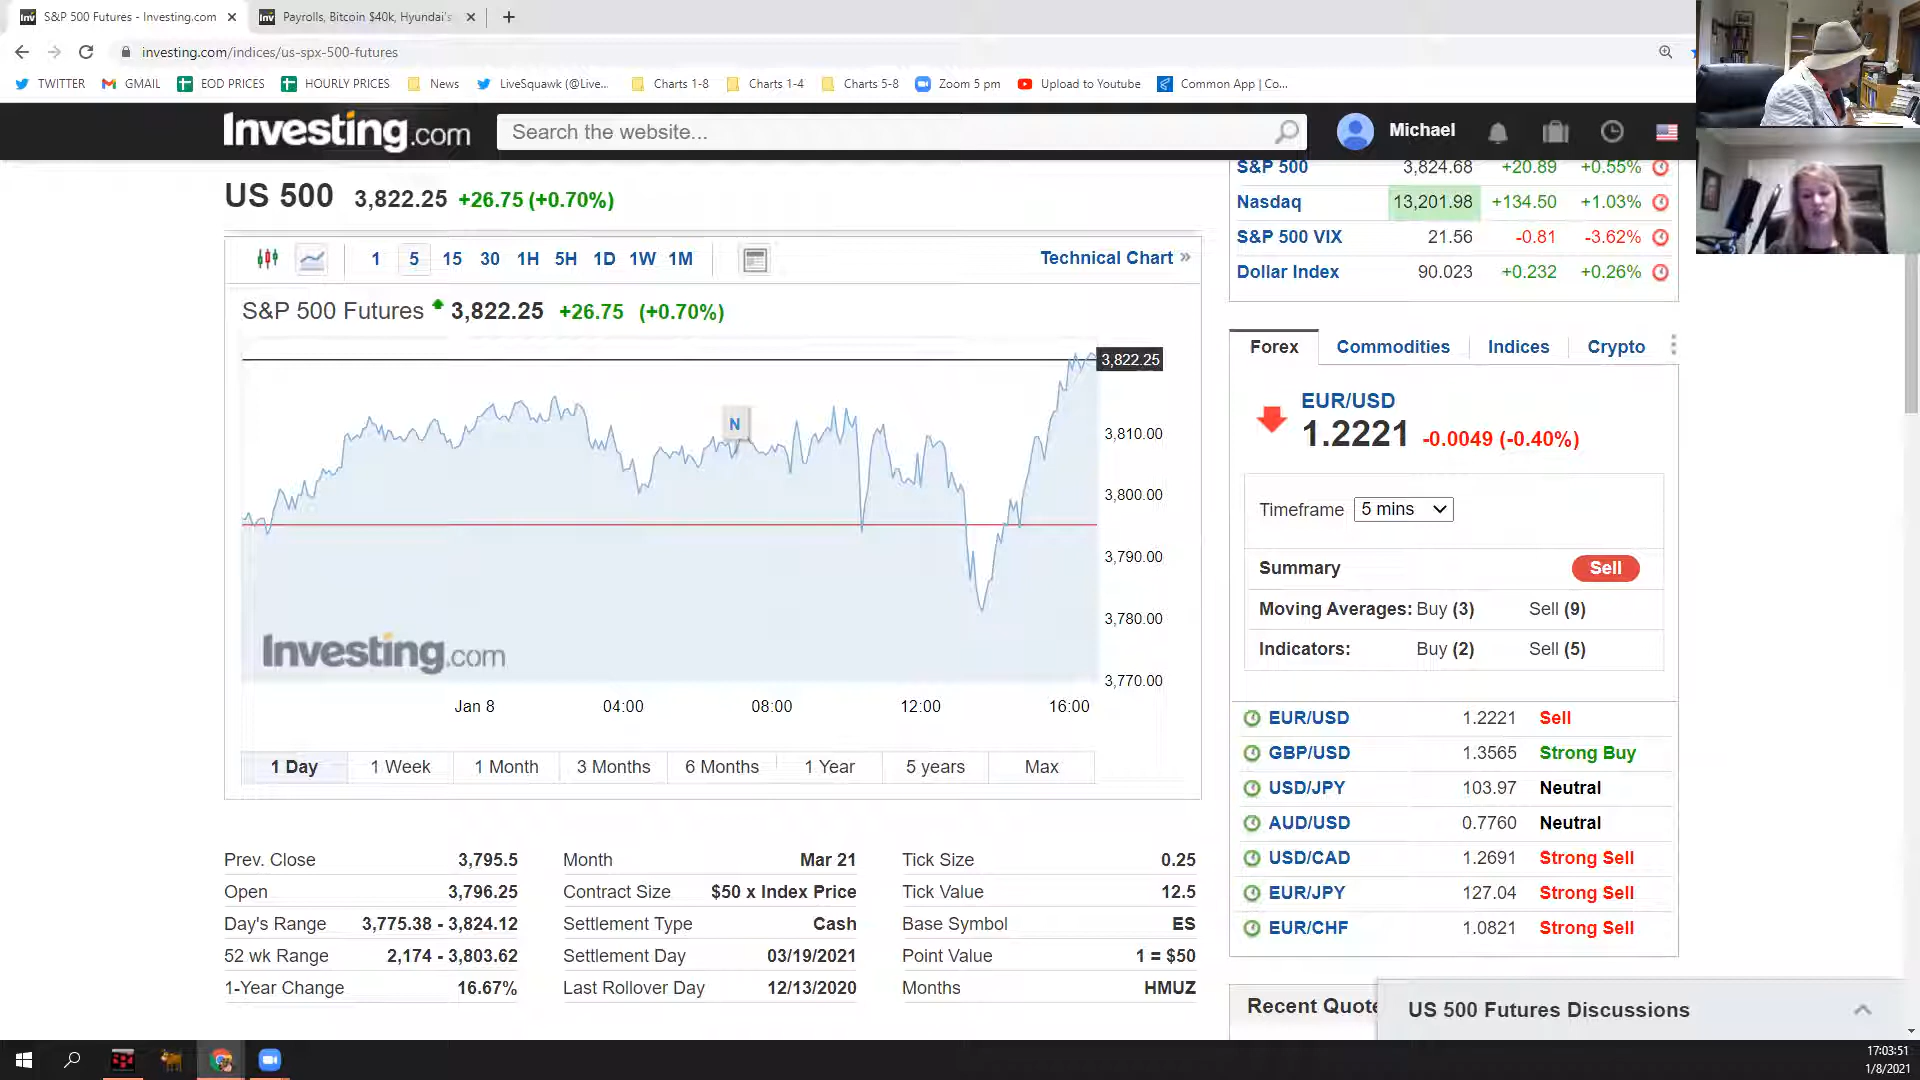 S&P 500 Futures - Investing.com
Payrolls, Bitcoin $40k, Hyundai's
investing.com/indices/us-spx-500-futures
TWITTER GMAIL EOD PRICES HOURLY PRICES News LiveSquawk (@Live... Charts 1-8 Charts 1-4 Charts 5-8 Zoom 5 pm Upload to Youtube Common App | Co...
Investing.com Search the website... Michael
US 500 3,822.25 +26.75 (+0.70%)
1 5 15 30 1H 5H 1D 1W 1M Technical Chart »
S&P 500 Futures 3,822.25 +26.75 (+0.70%)
3,822.25
N
3,810.00
3,800.00
3,790.00
3,780.00
3,770.00
Investing.com
Jan 8 04:00 08:00 12:00 16:00
1 Day 1 Week 1 Month 3 Months 6 Months 1 Year 5 years Max
Prev. Close 3,795.5
Open 3,796.25
Day's Range 3,775.38 - 3,824.12
52 wk Range 2,174 - 3,803.62
1-Year Change 16.67%
Month Mar 21
Contract Size $50 x Index Price
Settlement Type Cash
Settlement Day 03/19/2021
Last Rollover Day 12/13/2020
Tick Size 0.25
Tick Value 12.5
Base Symbol ES
Point Value 1 = $50
Months HMUZ
S&P 500 3,824.68 +20.89 +0.55%
Nasdaq 13,201.98 +134.50 +1.03%
S&P 500 VIX 21.56 -0.81 -3.62%
Dollar Index 90.023 +0.232 +0.26%
Forex Commodities Indices Crypto
EUR/USD
1.2221 -0.0049 (-0.40%)
Timeframe 5 mins
Summary Sell
Moving Averages: Buy (3) Sell (9)
Indicators: Buy (2) Sell (5)
EUR/USD 1.2221 Sell
GBP/USD 1.3565 Strong Buy
USD/JPY 103.97 Neutral
AUD/USD 0.7760 Neutral
USD/CAD 1.2691 Strong Sell
EUR/JPY 127.04 Strong Sell
EUR/CHF 1.0821 Strong Sell
Recent Quote
US 500 Futures Discussions
17:03:51
1/8/2021